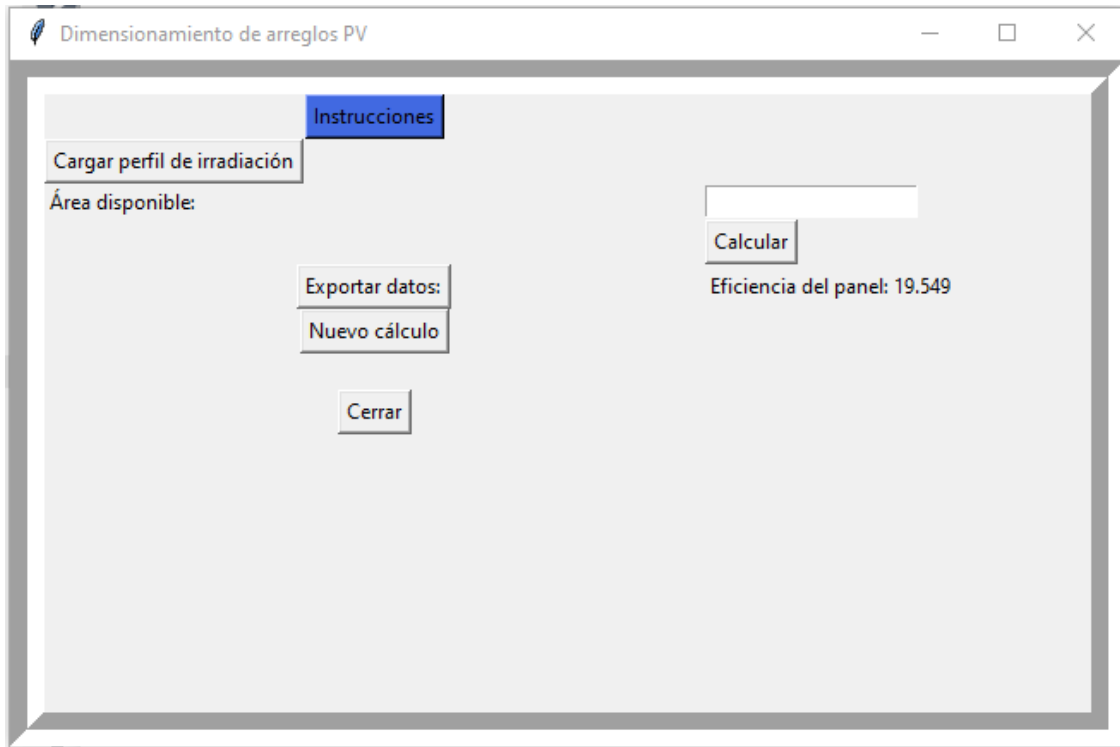 Dimensionamiento de arreglos PV
Instrucciones
Cargar perfil de irradiación
Área disponible:
Calcular
Exportar datos:
Eficiencia del panel: 19.549
Nuevo cálculo
Cerrar